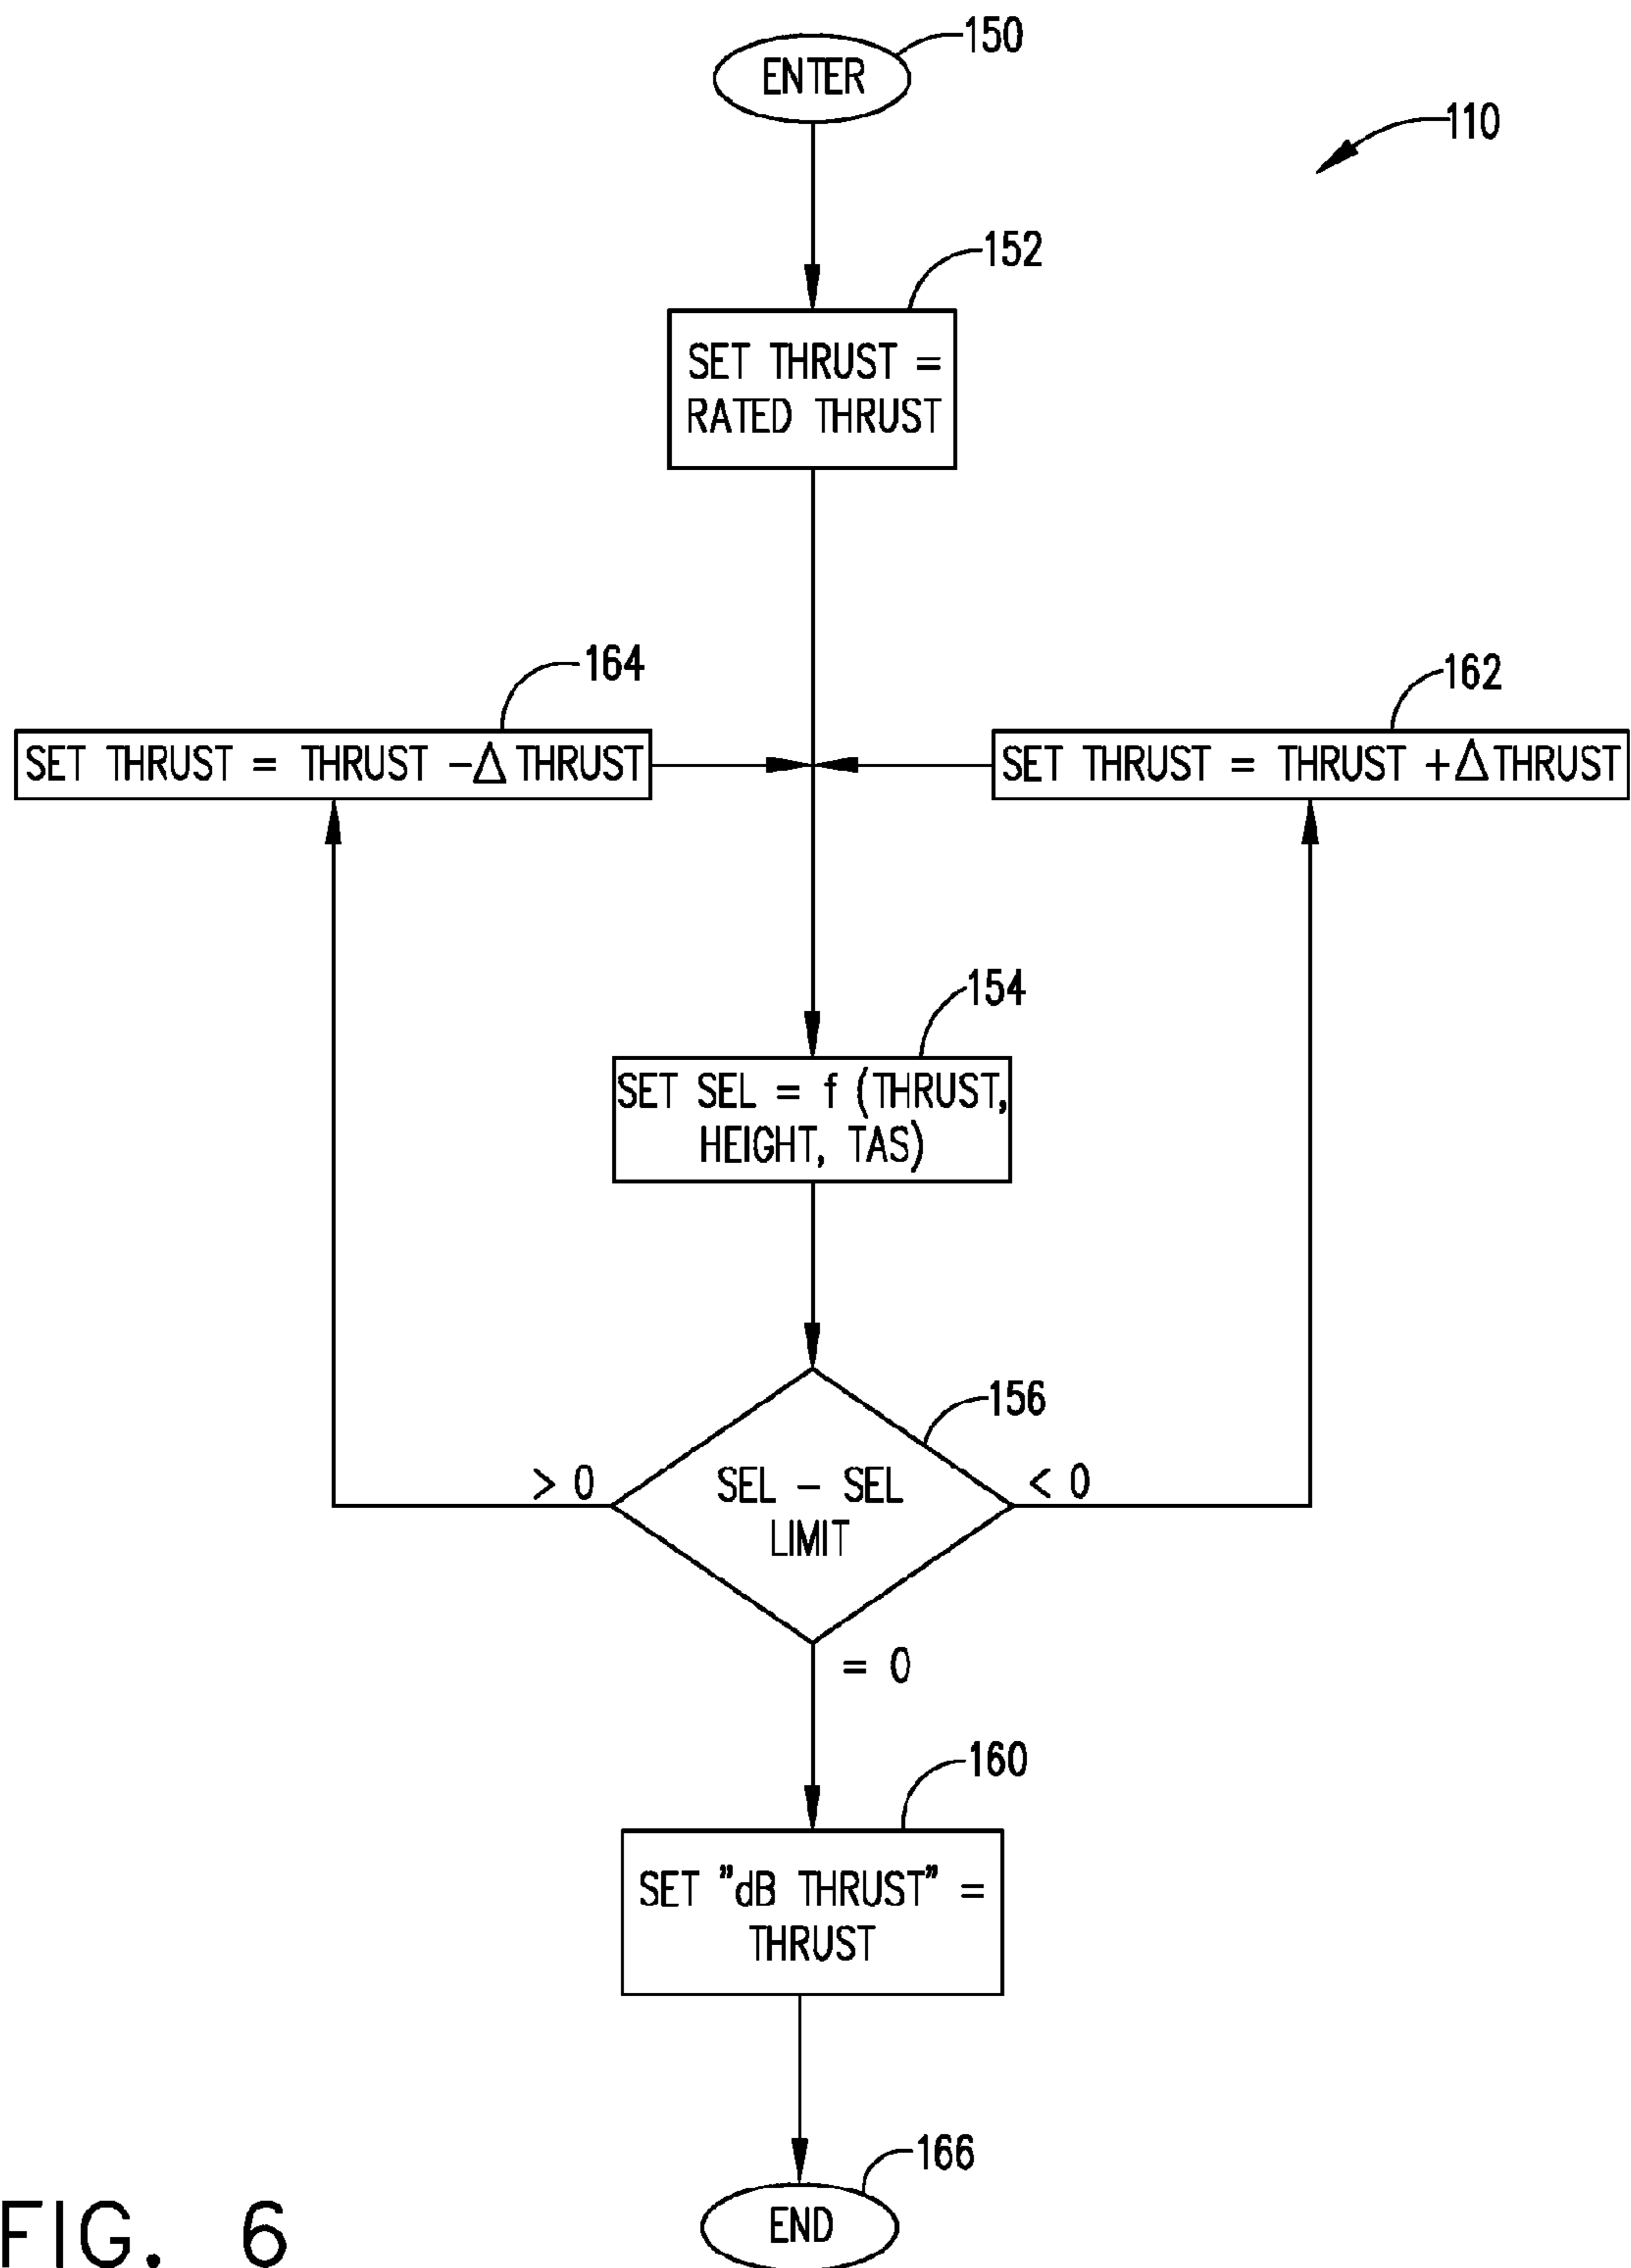 150
ENTER
110
152
SET THRUST =
RATED THRUST
164
162
SET THRUST = THRUST -Δ THRUST
SET THRUST = THRUST +Δ THRUST
154
SET SEL = f (THRUST,
HEIGHT, TAS)
156
> 0
SEL - SEL
LIMIT
< 0
= 0
160
SET "dB THRUST" =
THRUST
166
END
FIG. 6